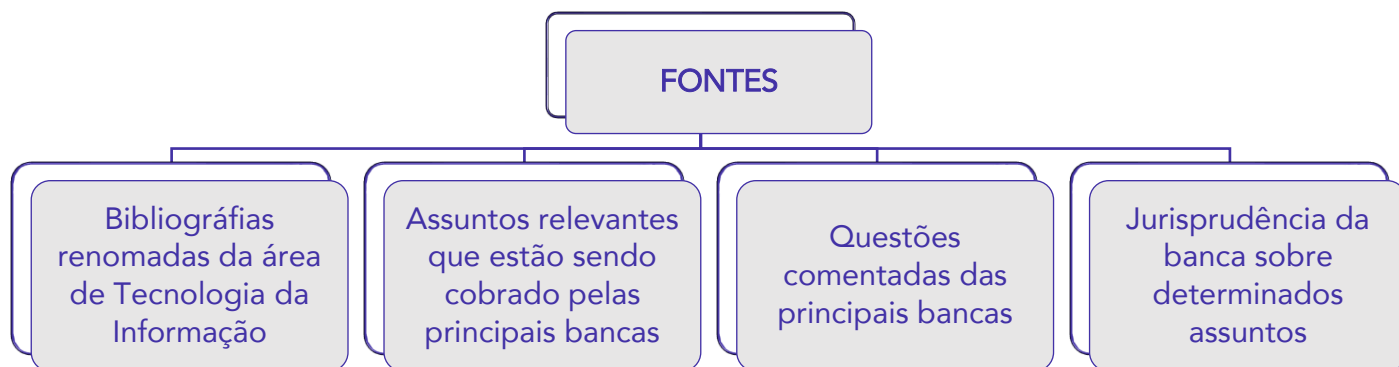 FONTES
Bibliográfias
renomadas da área
de Tecnologia da
Informação
Assuntos relevantes
que estão sendo
cobrado pelas
principais bancas
Questões
comentadas das
principais bancas
Jurisprudência da
banca sobre
determinados
assuntos